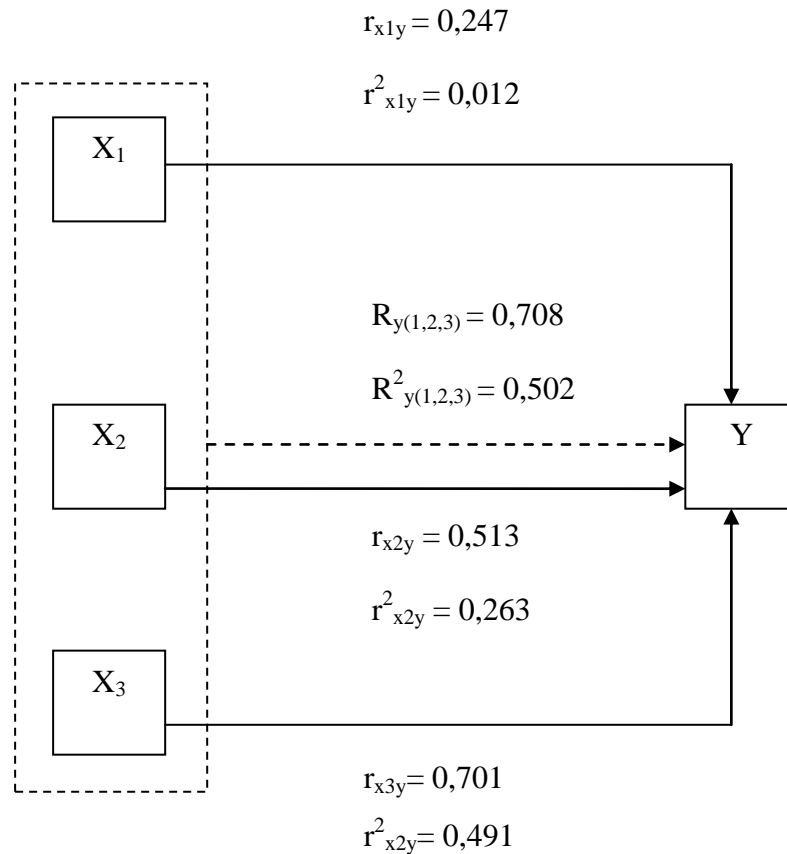 r_x1y = 0,247
r²_x1y = 0,012
X₁
R_y(1,2,3) = 0,708
R²_y(1,2,3) = 0,502
X₂
Y
r_x2y = 0,513
r²_x2y = 0,263
X₃
r_x3y= 0,701
r²_x2y= 0,491